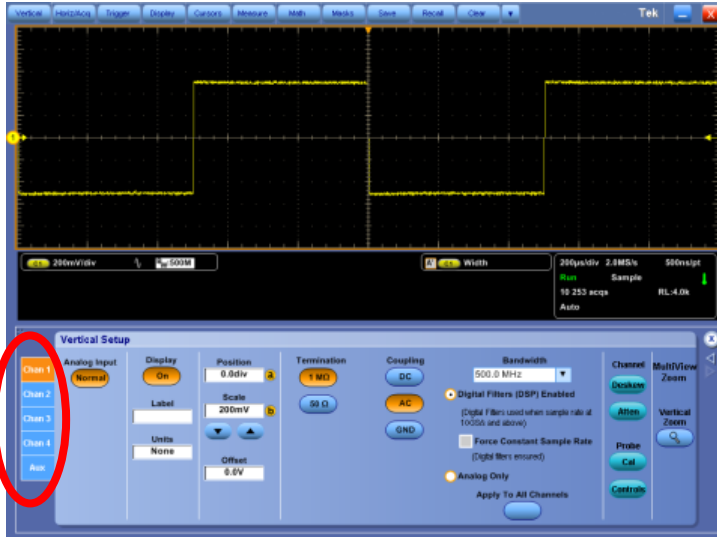 Vertical Horiz/Acq Trigger Display Cursors Measure Math Masks Save Recall Clear Tek X
1
C1 200mV/div BW:500M A' C1 Width 200µs/div 2.0MS/s 500ns/pt
Run Sample
10 253 acqs RL:4.0k
Auto
Vertical Setup X
Chan 1
Chan 2
Chan 3
Chan 4
Aux
Analog Input
Normal
Display
On
Label
Units
None
Position
0.0div a
Scale
200mV b
Offset
0.0V
Termination
1 MΩ
50 Ω
Coupling
DC
AC
GND
Bandwidth
500.0 MHz
Digital Filters (DSP) Enabled
(Digital Filters used when sample rate at
10GSA and above)
Force Constant Sample Rate
(Digital filters ensured)
Analog Only
Apply To All Channels
Channel
Deskew
Atten
Probe
Cal
Controls
MultiView
Zoom
Vertical
Zoom